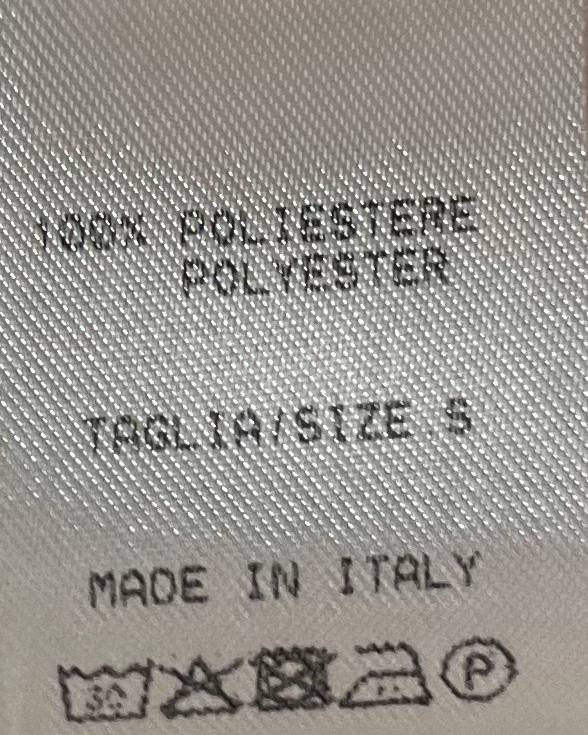 100% POLIESTERE
POLYESTER
TAGLIA/SIZE.S
MADE IN ITALY
30 P